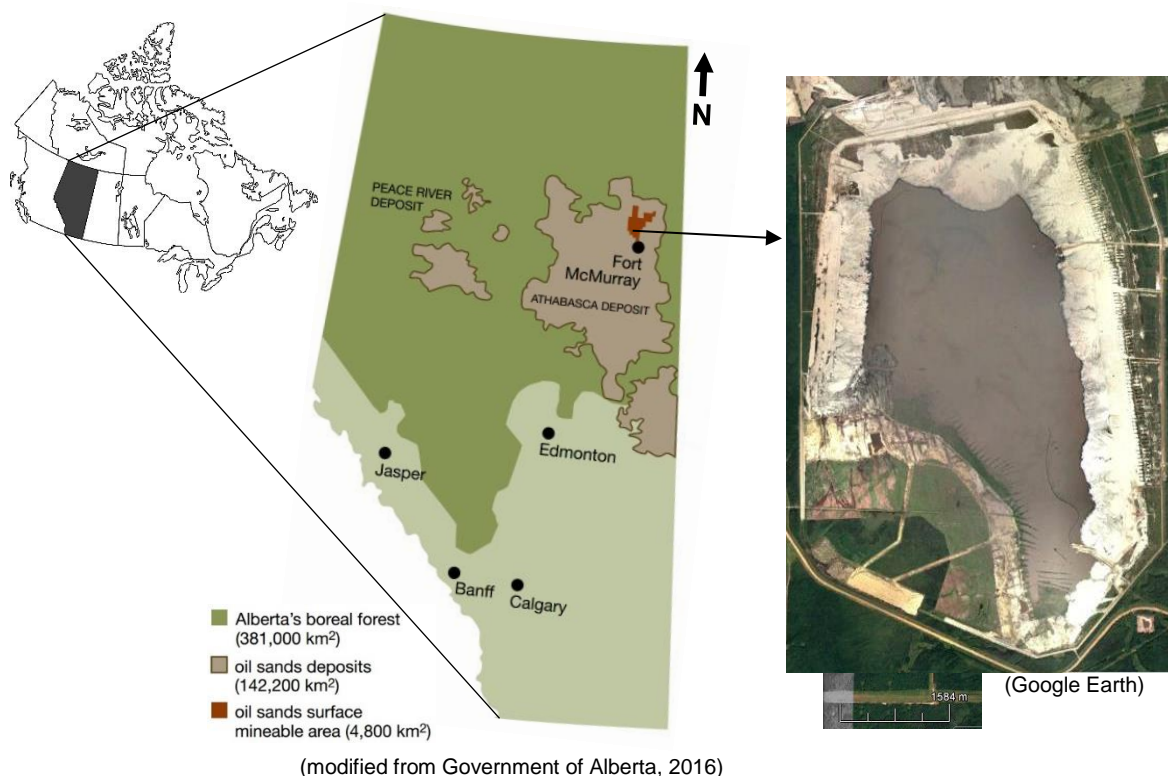 N
PEACE RIVER
DEPOSIT
Fort
McMurray
ATHABASCA DEPOSIT
Edmonton
Jasper
Banff
Calgary
Alberta's boreal forest
(381,000 km²)
oil sands deposits
(142,200 km²)
oil sands surface
mineable area (4,800 km²)
(modified from Government of Alberta, 2016)
1584 m
(Google Earth)